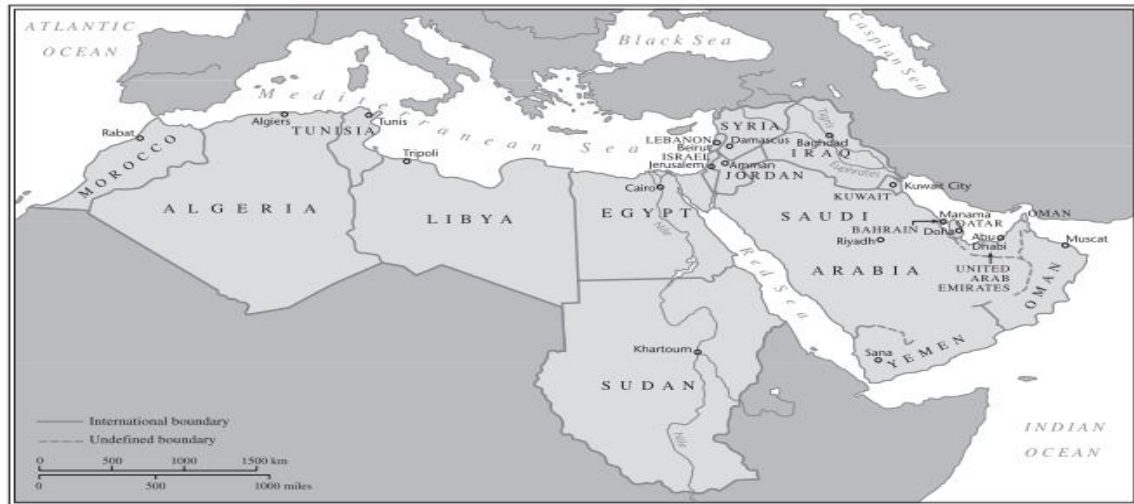 ATLANTIC
OCEAN
Black Sea
Caspian Sea
Mediterranean Sea
Rabat
Algiers
Tunis
TUNISIA
Tripoli
MOROCCO
ALGERIA
LIBYA
EGYPT
Cairo
Nile
SYRIA
LEBANON
Beirut
Damascus
ISRAEL
Jerusalem
Amman
JORDAN
Tigris
Baghdad
IRAQ
Euphrates
KUWAIT
Kuwait City
SAUDI
ARABIA
Riyadh
Manama
BAHRAIN
QATAR
Doha
Abu
Dhabi
UNITED
ARAB
EMIRATES
OMAN
Muscat
OMAN
Red Sea
Sana
YEMEN
Khartoum
SUDAN
Nile
INDIAN
OCEAN
International boundary
Undefined boundary
0 500 1000 1500 km
0 500 1000 miles